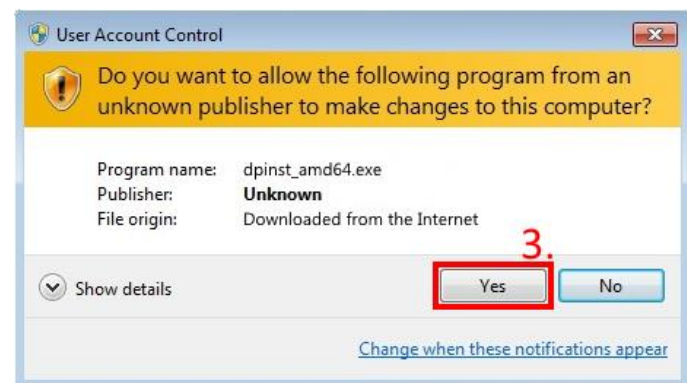 User Account Control
Do you want to allow the following program from an
unknown publisher to make changes to this computer?
Program name: dpinst_amd64.exe
Publisher: Unknown
File origin: Downloaded from the Internet
3.
Show details Yes No
Change when these notifications appear